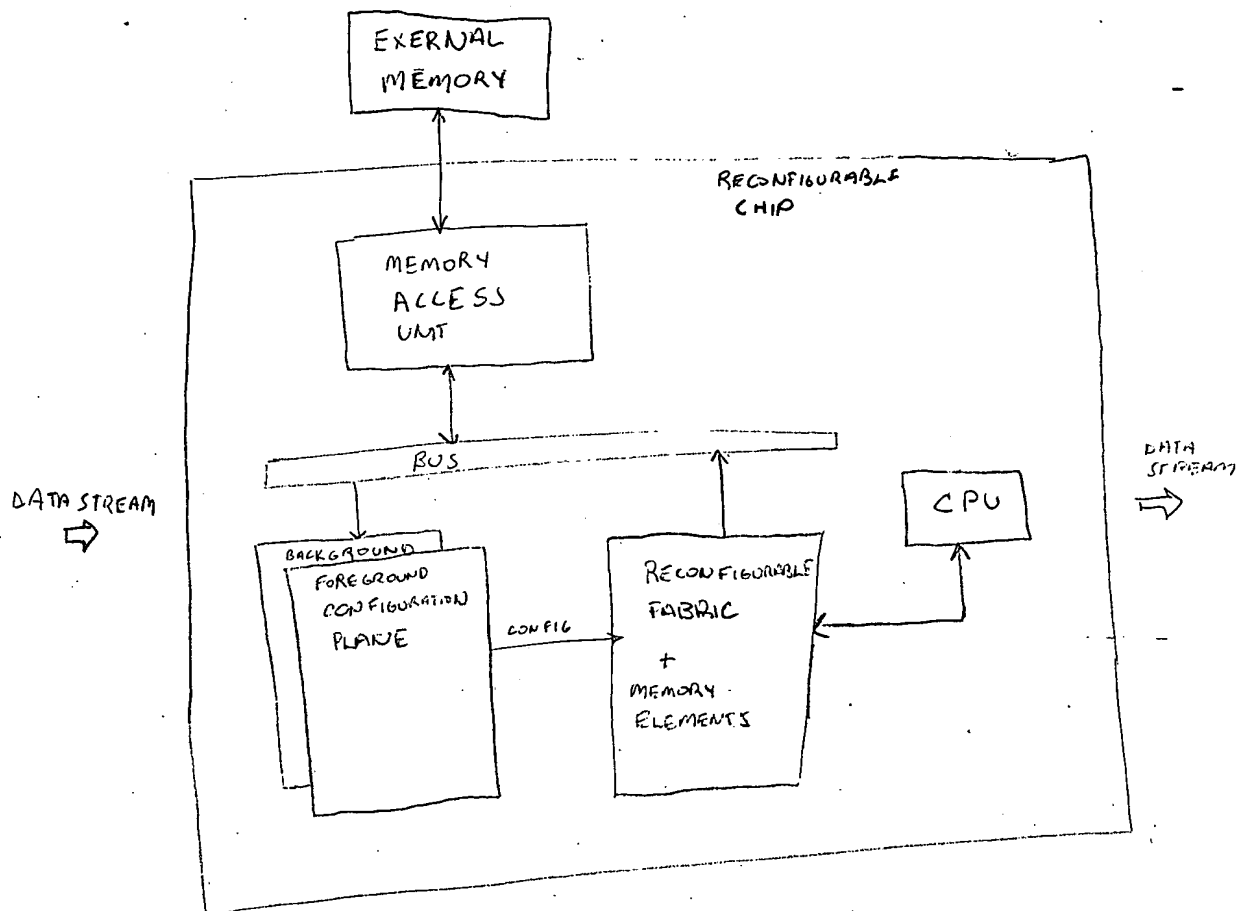 EXERNAL
MEMORY
RECONFIGURABLE
CHIP
MEMORY
ACCESS
UNIT
BUS
DATA STREAM
DATA
STREAM
CPU
BACKGROUND
FOREGROUND
CONFIGURATION
PLANE
CONFIG
RECONFIGURABLE
FABRIC
+
MEMORY
ELEMENTS